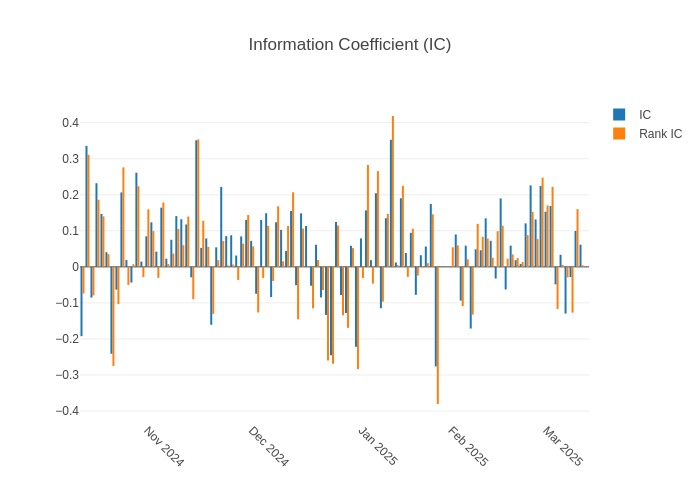 Information Coefficient (IC)
IC
Rank IC
0.4
0.3
0.2
0.1
0
−0.1
−0.2
−0.3
−0.4
Nov 2024
Dec 2024
Jan 2025
Feb 2025
Mar 2025